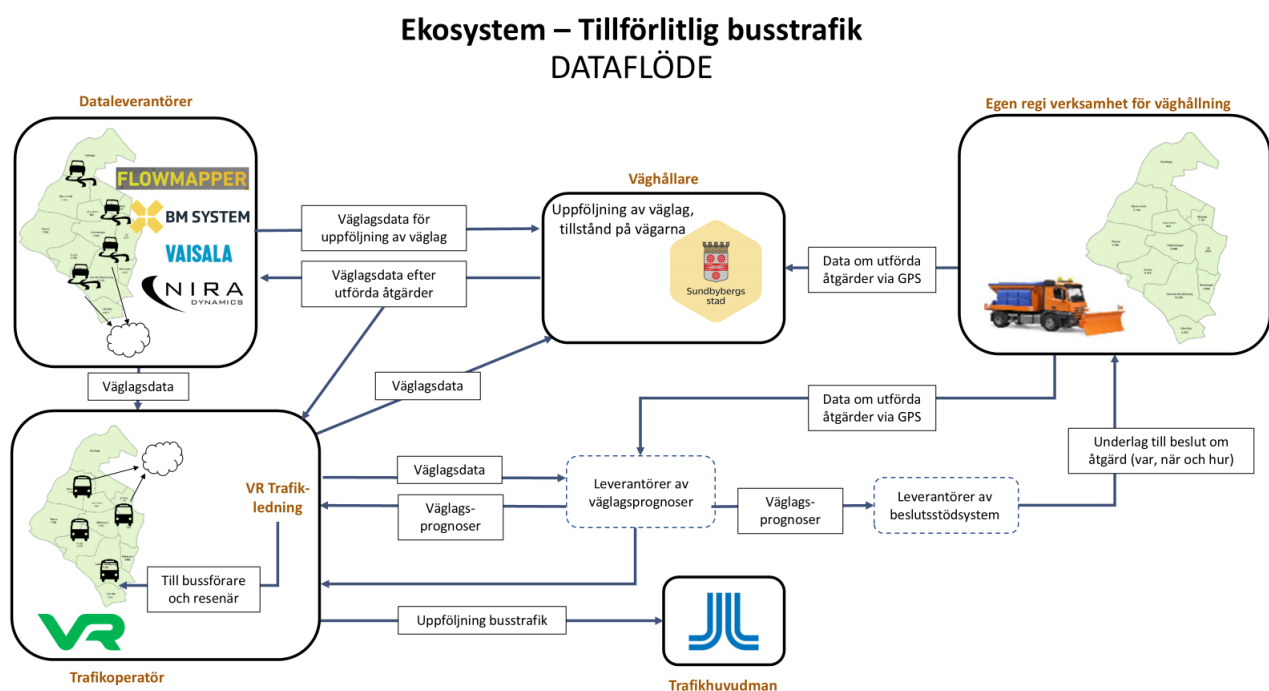 Ekosystem – Tillförlitlig busstrafik
DATAFLÖDE
Dataleverantörer
FLOWMAPPER
BM SYSTEM
VAISALA
NIRA
DYNAMICS
Väglagsdata för
uppföljning av väglag
Väglagsdata efter
utförda åtgärder
Väghållare
Uppföljning av väglag,
tillstånd på vägarna
Sundbybergs
stad
Data om utförda
åtgärder via GPS
Egen regi verksamhet för väghållning
Väglagsdata
Väglagsdata
Data om utförda
åtgärder via GPS
Underlag till beslut om
åtgärd (var, när och hur)
VR Trafik-
ledning
Väglagsdata
Väglags-
prognoser
Leverantörer av
väglagsprognoser
Väglags-
prognoser
Leverantörer av
beslutsstödsystem
Till bussförare
och resenär
VR
Uppföljning busstrafik
Trafikoperatör
Trafikhuvudman